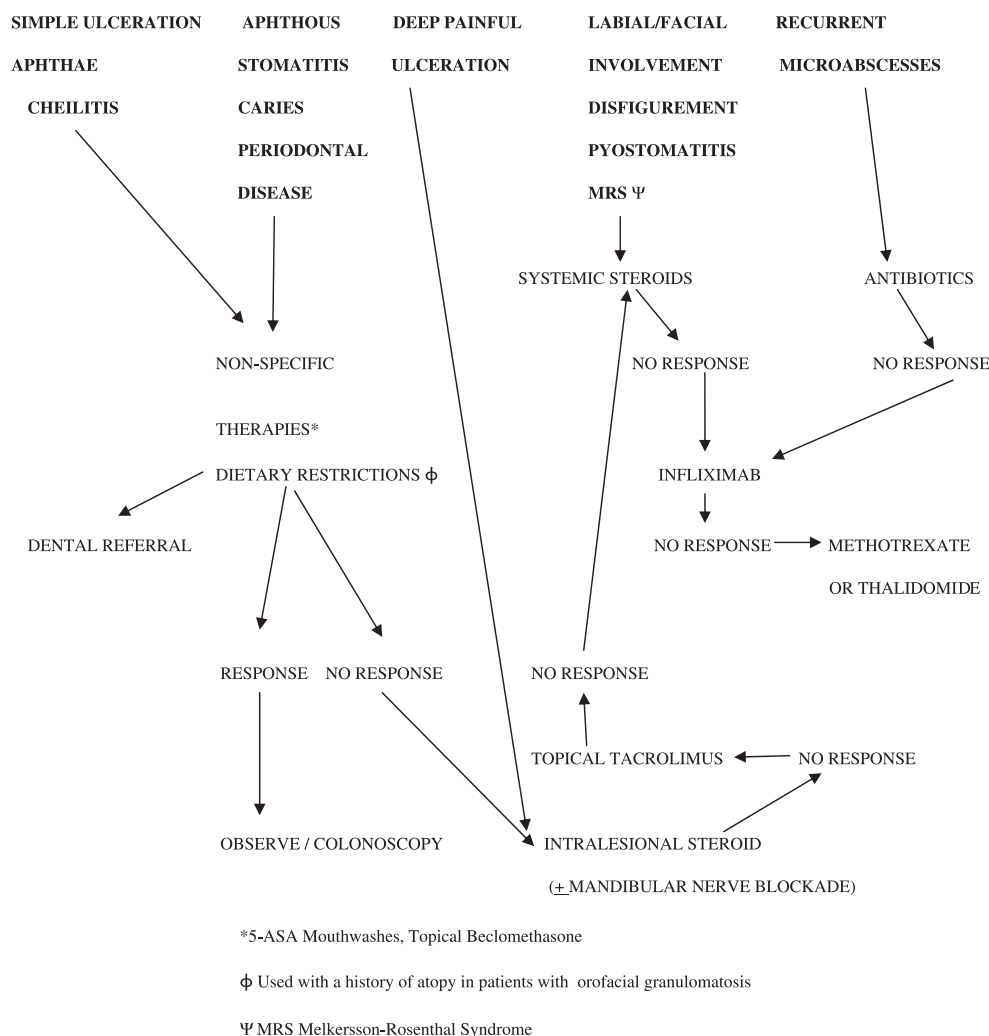 SIMPLE ULCERATION
APHTHAE
CHEILITIS
APHTHOUS
STOMATITIS
CARIES
PERIODONTAL
DISEASE
DEEP PAINFUL
ULCERATION
LABIAL/FACIAL
INVOLVEMENT
DISFIGUREMENT
PYOSTOMATITIS
MRS Ψ
RECURRENT
MICROABSCESSES
SYSTEMIC STEROIDS
ANTIBIOTICS
NON-SPECIFIC
THERAPIES*
DIETARY RESTRICTIONS ϕ
NO RESPONSE
NO RESPONSE
INFLIXIMAB
DENTAL REFERRAL
NO RESPONSE
METHOTREXATE
OR THALIDOMIDE
RESPONSE
NO RESPONSE
NO RESPONSE
TOPICAL TACROLIMUS
NO RESPONSE
OBSERVE / COLONOSCOPY
INTRALESIONAL STEROID
(+ MANDIBULAR NERVE BLOCKADE)
*5-ASA Mouthwashes, Topical Beclomethasone
ϕ Used with a history of atopy in patients with orofacial granulomatosis
Ψ MRS Melkersson-Rosenthal Syndrome